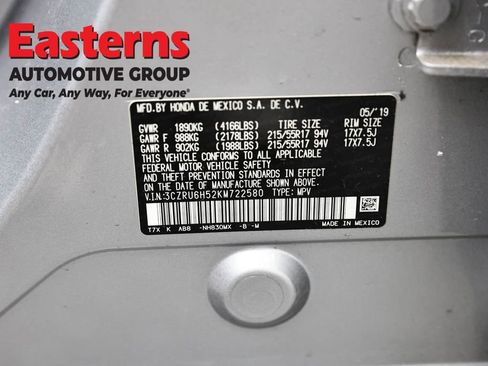 Easterns
AUTOMOTIVE GROUP
Any Car, Any Way, For Everyone®
MFD.BY HONDA DE MEXICO S.A. DE C.V.
05/'19
GVWR 1890KG (4166LBS) TIRE SIZE RIM SIZE
GAWR F 988KG (2178LBS) 215/55R17 94V 17X7.5J
GAWR R 902KG (1988LBS) 215/55R17 94V 17X7.5J
THIS VEHICLE CONFORMS TO ALL APPLICABLE
FEDERAL MOTOR VEHICLE SAFETY
AND THEFT PREVENTION STANDARDS IN EFFECT
ON THE DATE OF MANUFACTURE SHOWN ABOVE.
V.I.N:3CZRU6H52KM722580 TYPE: MPV
T7X K AB8 -NH830MX -B -M MADE IN MEXICO